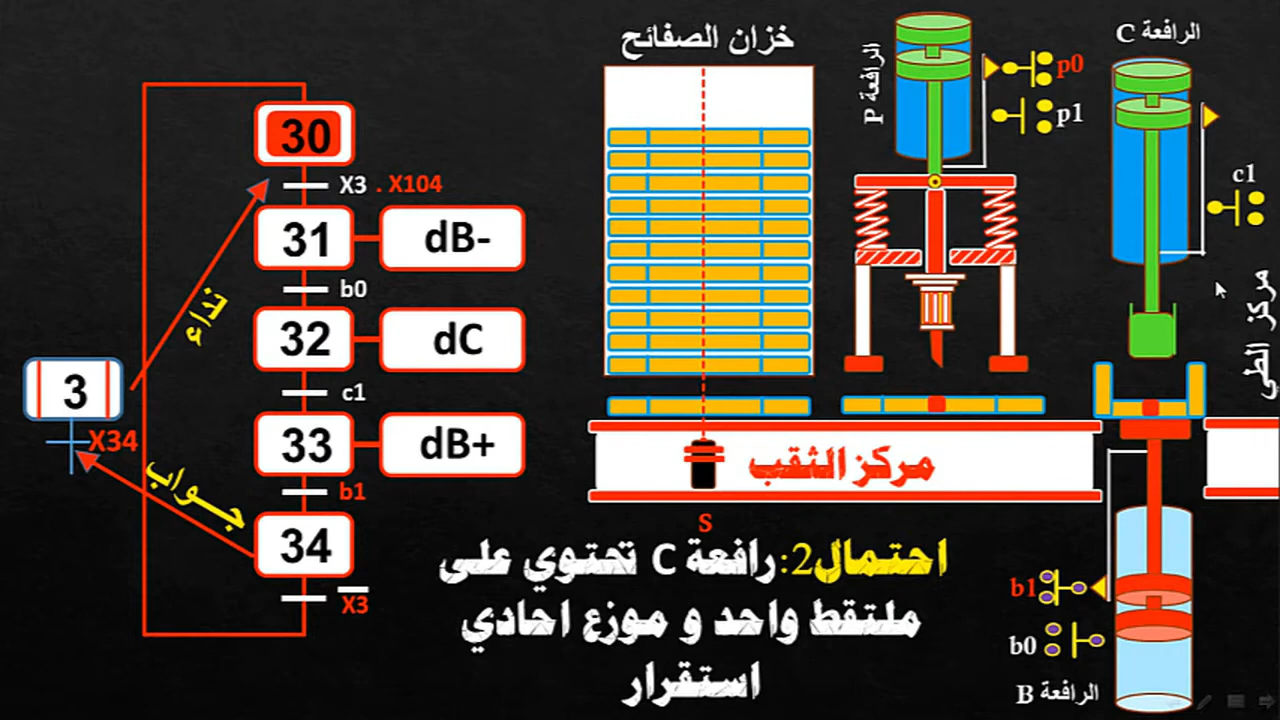 30
X3 . X104
31
dB-
b0
32
dC
c1
33
dB+
b1
34
X3
3
X34
نداء
جواب
خزان الصفائح
الرافعة P
p0
p1
الرافعة C
c1
مركز الطي
مركز الثقب
S
احتمال2:رافعة C تحتوي على
ملتقط واحد و موزع احادي
استقرار
b1
b0
الرافعة B